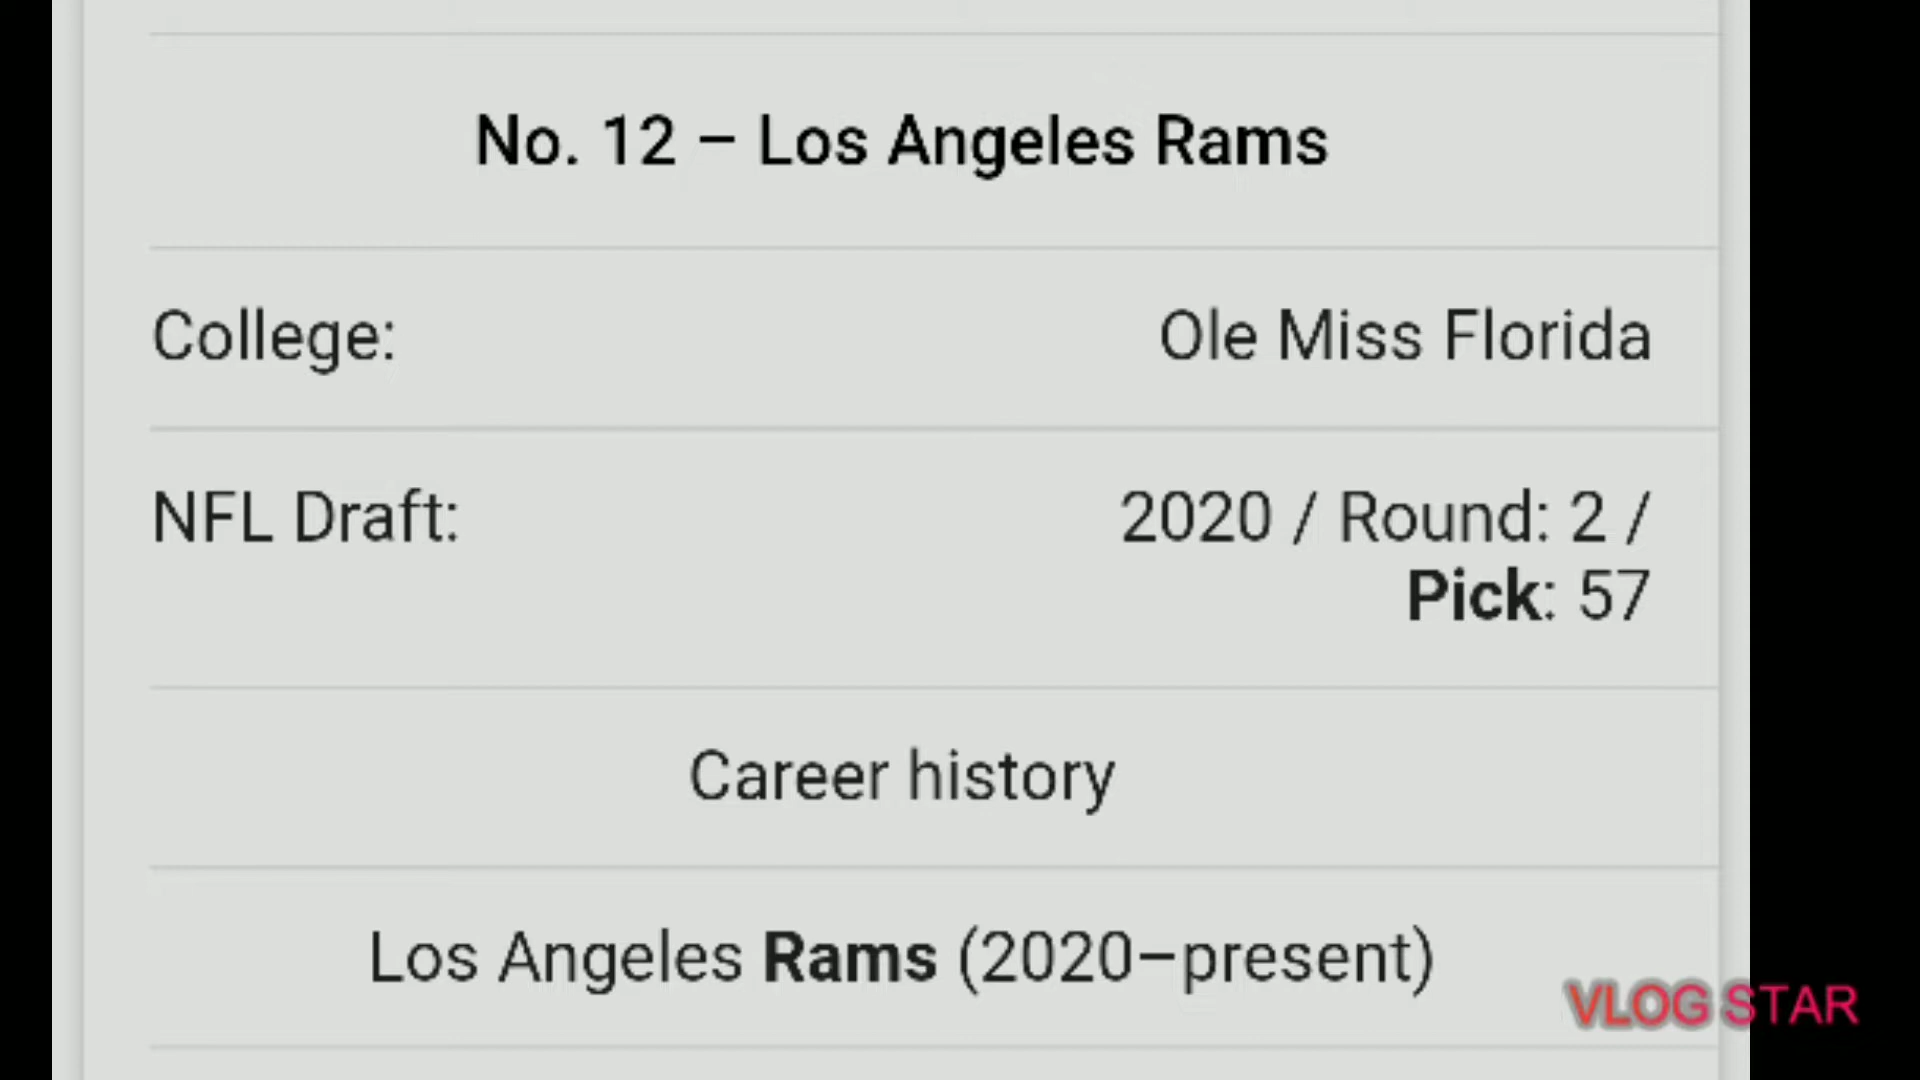 No. 12 – Los Angeles Rams
College: Ole Miss Florida
NFL Draft: 2020 / Round: 2 /
Pick: 57
Career history
Los Angeles Rams (2020–present)
VLOG STAR